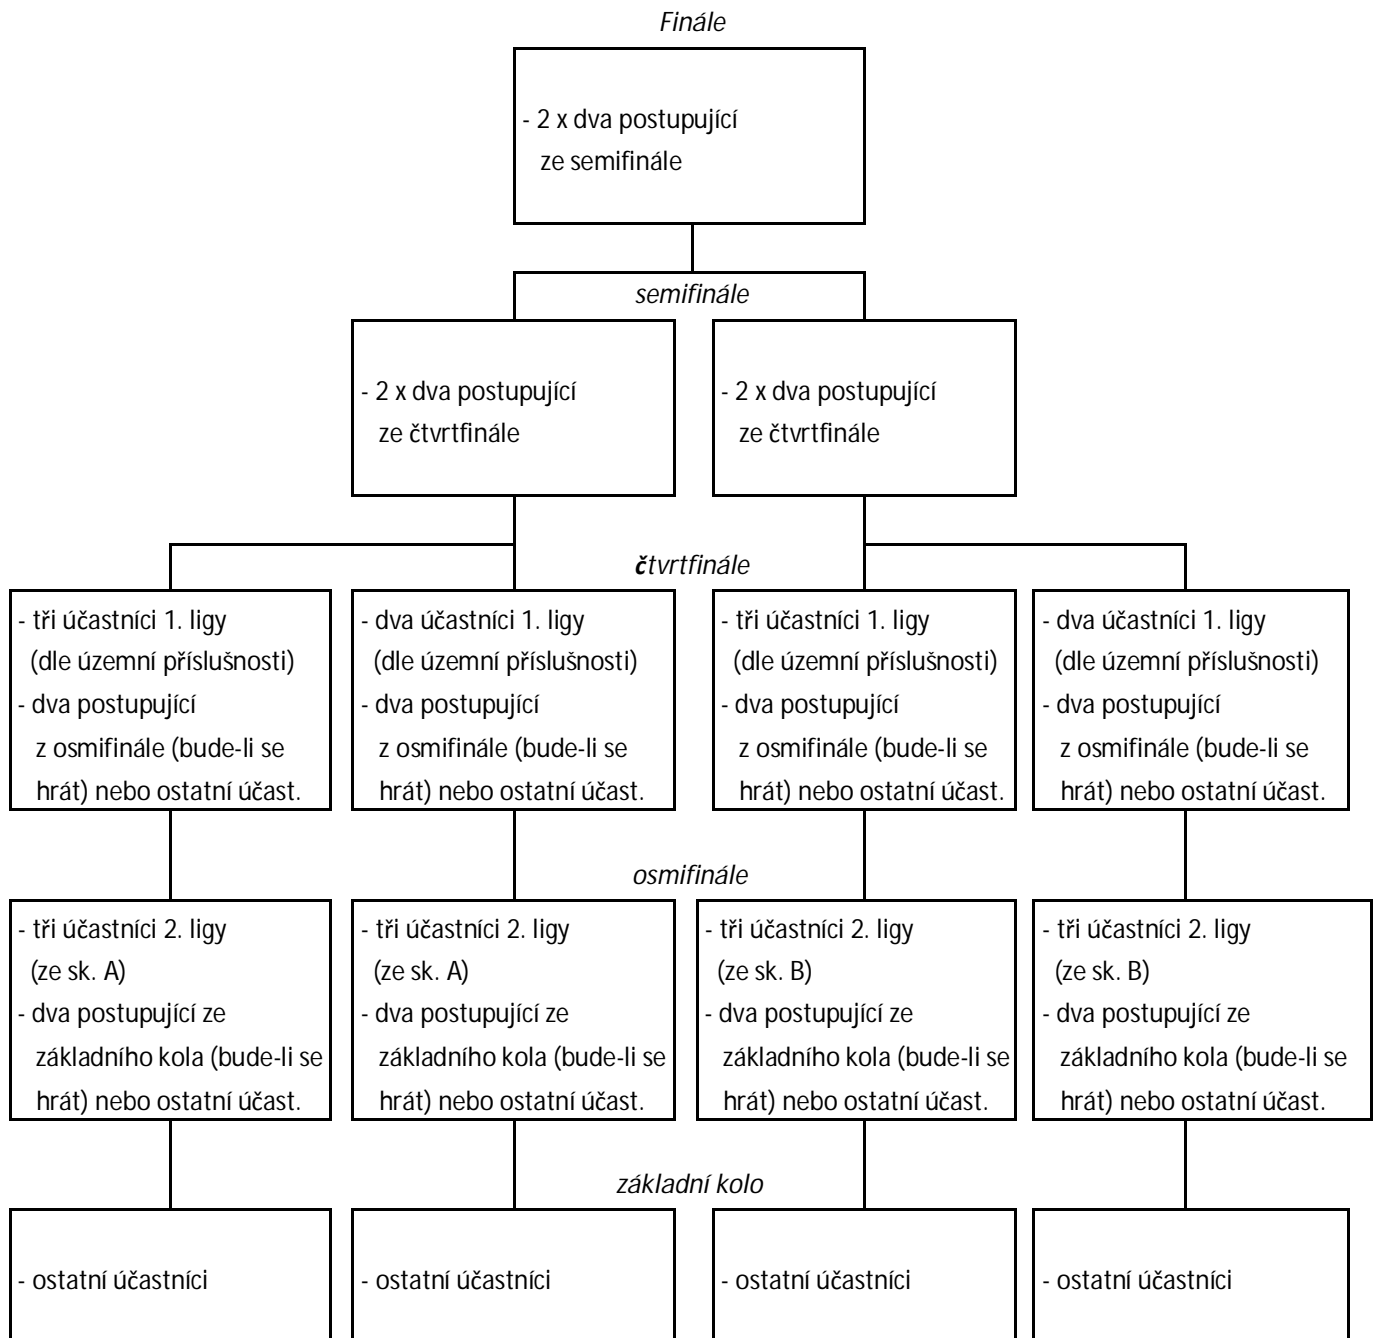 Finále
- 2 x dva postupující
ze semifinále
semifinále
- 2 x dva postupující
ze čtvrtfinále
- 2 x dva postupující
ze čtvrtfinále
čtvrtfinále
- tři účastníci 1. ligy
(dle územní příslušnosti)
- dva postupující
z osmifinále (bude-li se
hrát) nebo ostatní účast.
- dva účastníci 1. ligy
(dle územní příslušnosti)
- dva postupující
z osmifinále (bude-li se
hrát) nebo ostatní účast.
- tři účastníci 1. ligy
(dle územní příslušnosti)
- dva postupující
z osmifinále (bude-li se
hrát) nebo ostatní účast.
- dva účastníci 1. ligy
(dle územní příslušnosti)
- dva postupující
z osmifinále (bude-li se
hrát) nebo ostatní účast.
osmifinále
- tři účastníci 2. ligy
(ze sk. A)
- dva postupující ze
základního kola (bude-li se
hrát) nebo ostatní účast.
- tři účastníci 2. ligy
(ze sk. A)
- dva postupující ze
základního kola (bude-li se
hrát) nebo ostatní účast.
- tři účastníci 2. ligy
(ze sk. B)
- dva postupující ze
základního kola (bude-li se
hrát) nebo ostatní účast.
- tři účastníci 2. ligy
(ze sk. B)
- dva postupující ze
základního kola (bude-li se
hrát) nebo ostatní účast.
základní kolo
- ostatní účastníci
- ostatní účastníci
- ostatní účastníci
- ostatní účastníci